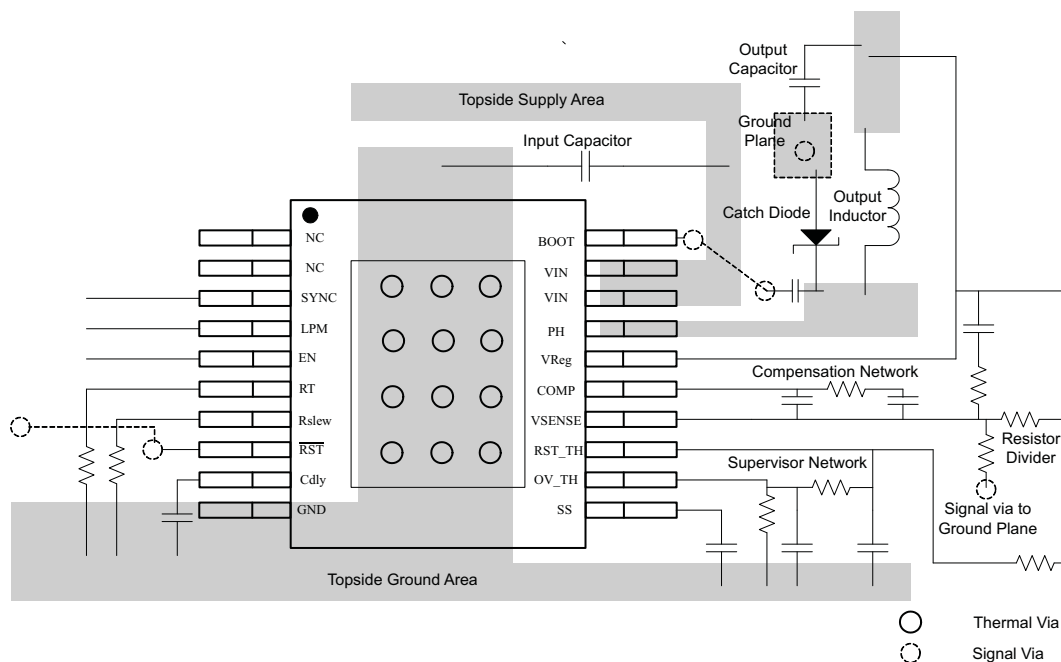 `
Output
Capacitor
Topside Supply Area
Ground
Plane
Input Capacitor
Catch Diode
Output
Inductor
NC
NC
SYNC
LPM
EN
RT
Rslew
RST
Cdly
GND
BOOT
VIN
VIN
PH
VReg
COMP
VSENSE
RST_TH
OV_TH
SS
Compensation Network
Resistor
Divider
Supervisor Network
Signal via to
Ground Plane
Topside Ground Area
Thermal Via
Signal Via